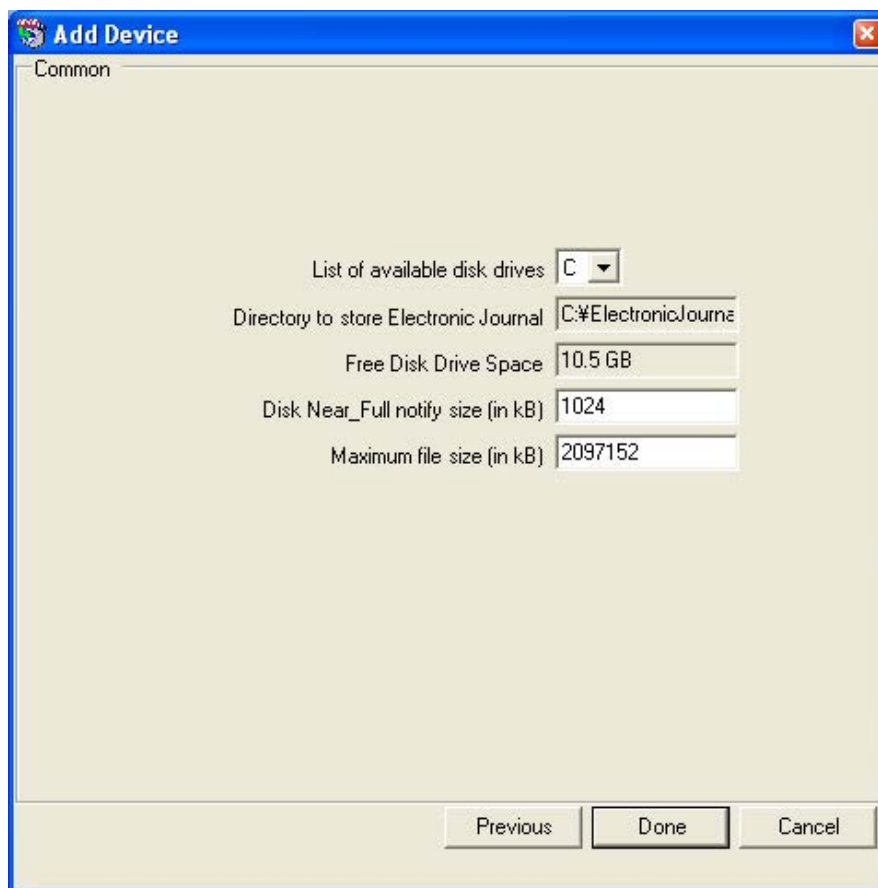 Add Device
Common
List of available disk drives C
Directory to store Electronic Journal C:¥ElectronicJourna
Free Disk Drive Space 10.5 GB
Disk Near_Full notify size (in kB) 1024
Maximum file size (in kB) 2097152
Previous Done Cancel